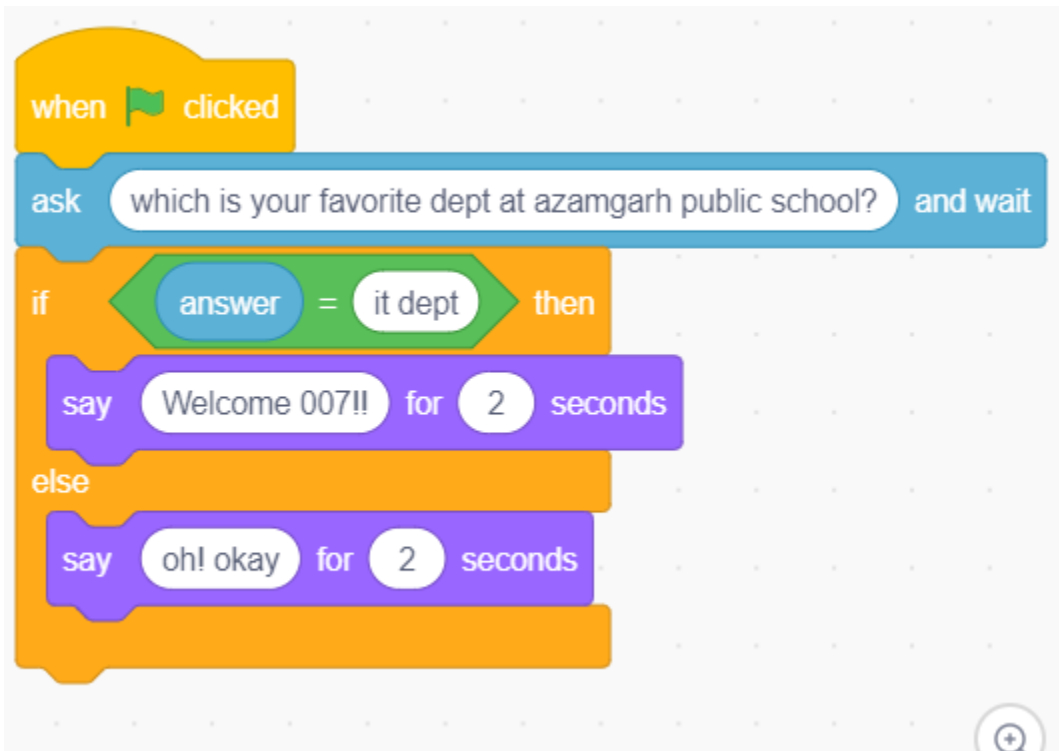 when clicked
ask which is your favorite dept at azamgarh public school? and wait
if answer = it dept then
say Welcome 007!! for 2 seconds
else
say oh! okay for 2 seconds